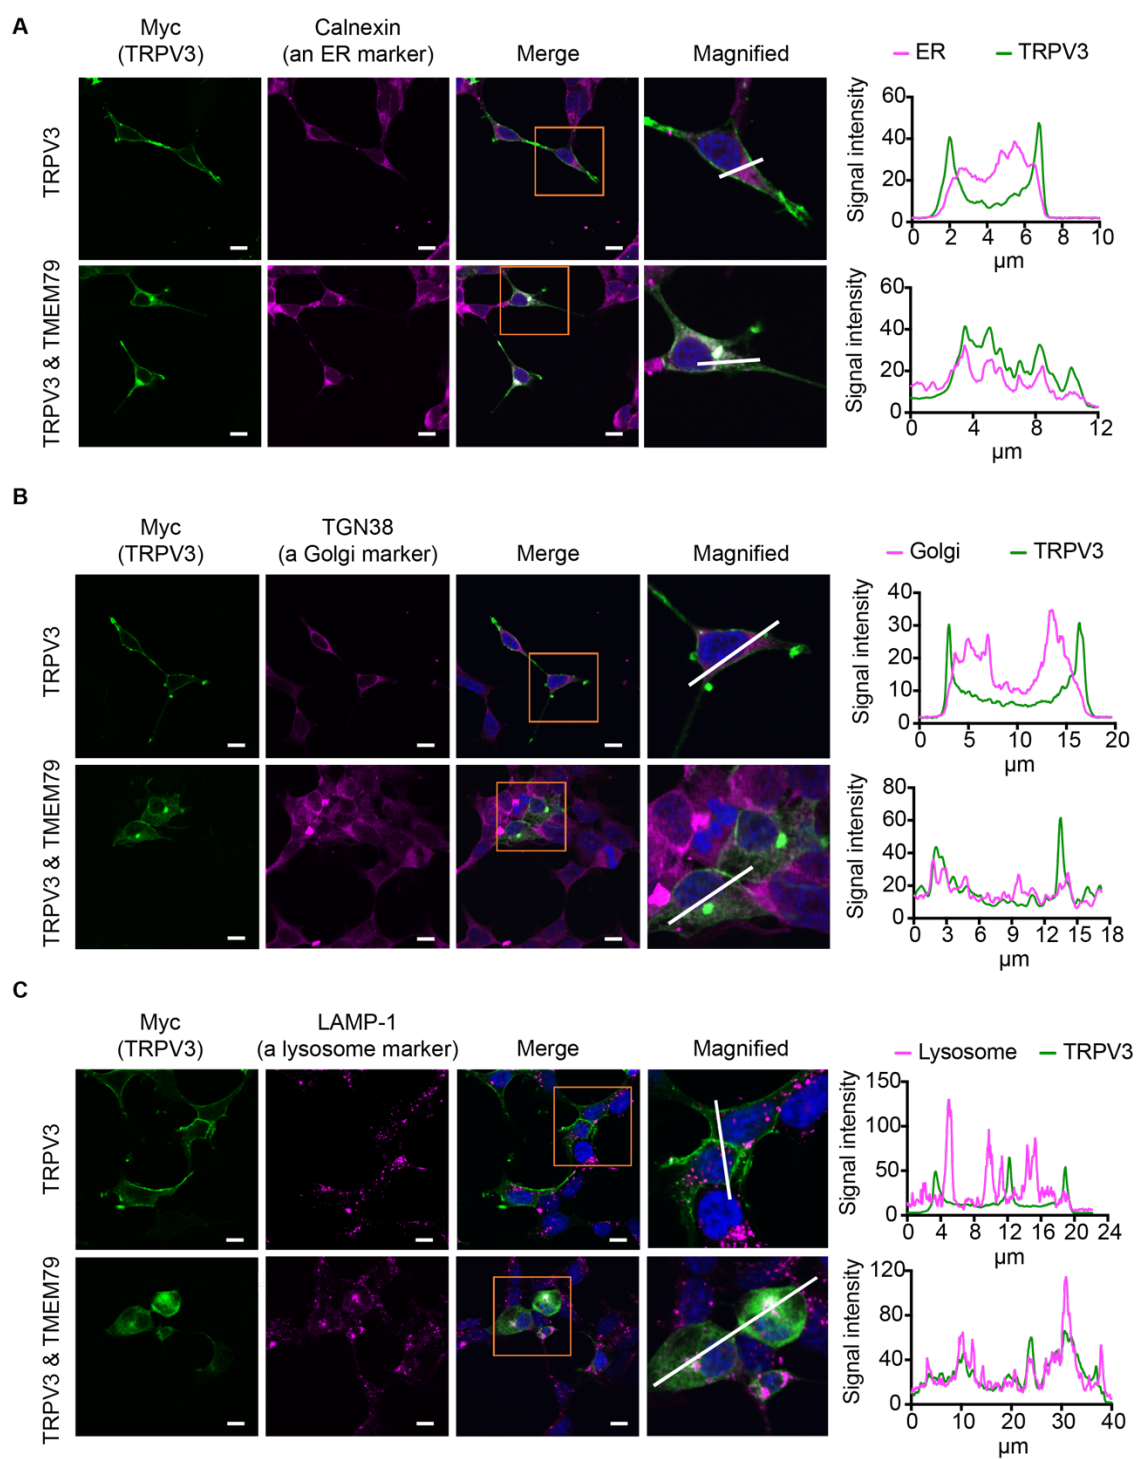 A
Myc
(TRPV3)
Calnexin
(an ER marker)
Merge
Magnified
ER
TRPV3
TRPV3
Signal intensity
60
40
20
0
0 2 4 6 8 10
µm
TRPV3 & TMEM79
Signal intensity
60
40
20
0
4 8 12
µm
B
Myc
(TRPV3)
TGN38
(a Golgi marker)
Merge
Magnified
Golgi
TRPV3
TRPV3
Signal intensity
40
30
20
10
0
0 5 10 15 20
µm
TRPV3 & TMEM79
Signal intensity
80
60
40
20
0
0 3 6 9 12 15 18
µm
C
Myc
(TRPV3)
LAMP-1
(a lysosome marker)
Merge
Magnified
Lysosome
TRPV3
TRPV3
Signal intensity
150
100
50
0
0 4 8 12 16 20 24
µm
TRPV3 & TMEM79
Signal intensity
120
80
40
0
0 10 20 30 40
µm